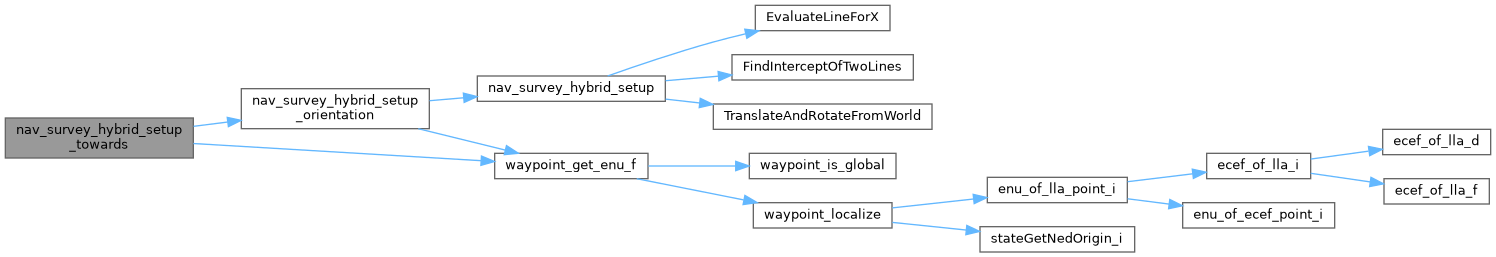 nav_survey_hybrid_setup
_towards
nav_survey_hybrid_setup
_orientation
nav_survey_hybrid_setup
EvaluateLineForX
FindInterceptOfTwoLines
TranslateAndRotateFromWorld
waypoint_get_enu_f
waypoint_is_global
waypoint_localize
enu_of_lla_point_i
ecef_of_lla_i
ecef_of_lla_d
ecef_of_lla_f
enu_of_ecef_point_i
stateGetNedOrigin_i